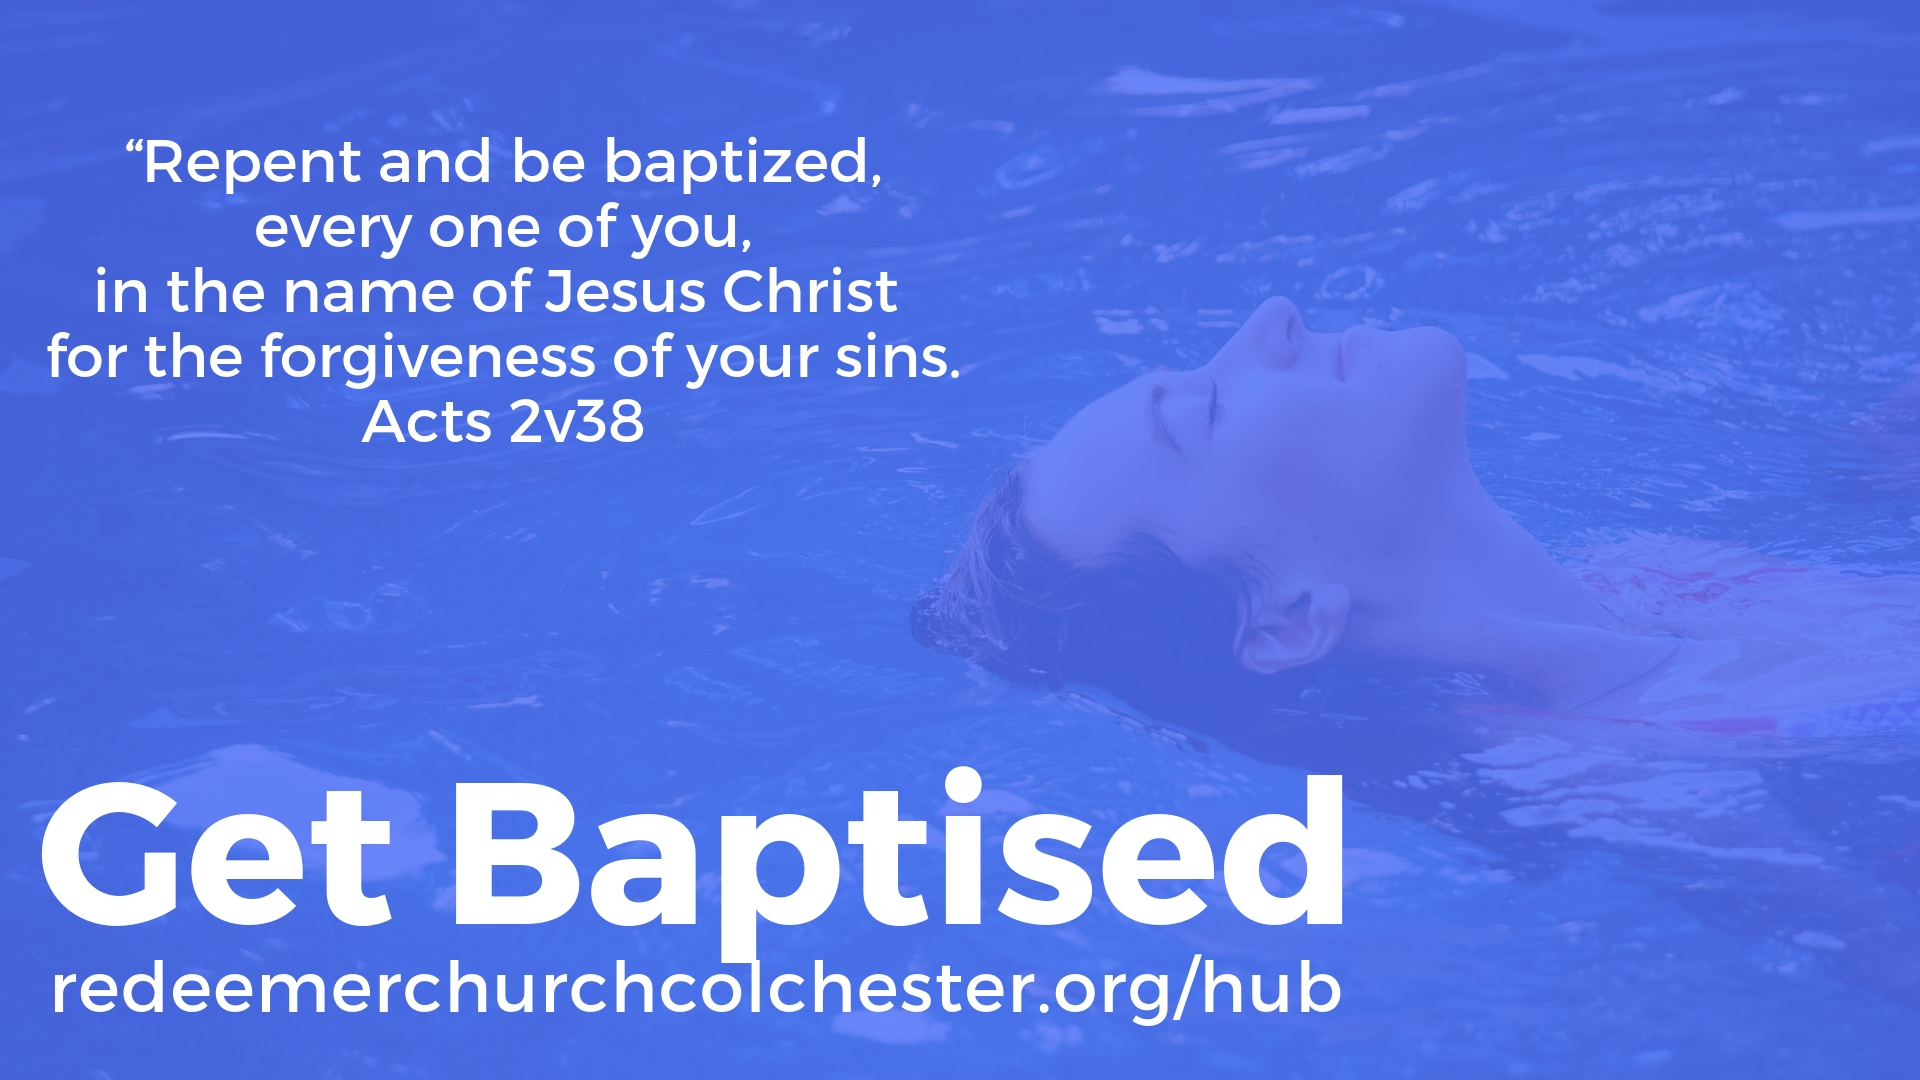 “Repent and be baptized,
every one of you,
in the name of Jesus Christ
for the forgiveness of your sins.
Acts 2v38
Get Baptised
redeemerchurchcolchester.org/hub